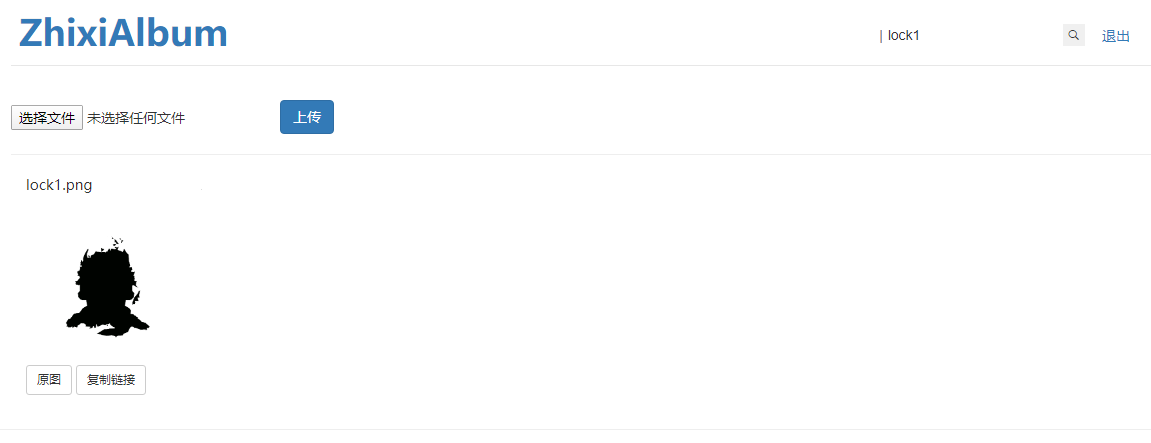 ZhixiAlbum
| lock1
退出
选择文件 未选择任何文件
上传
lock1.png
原图 复制链接